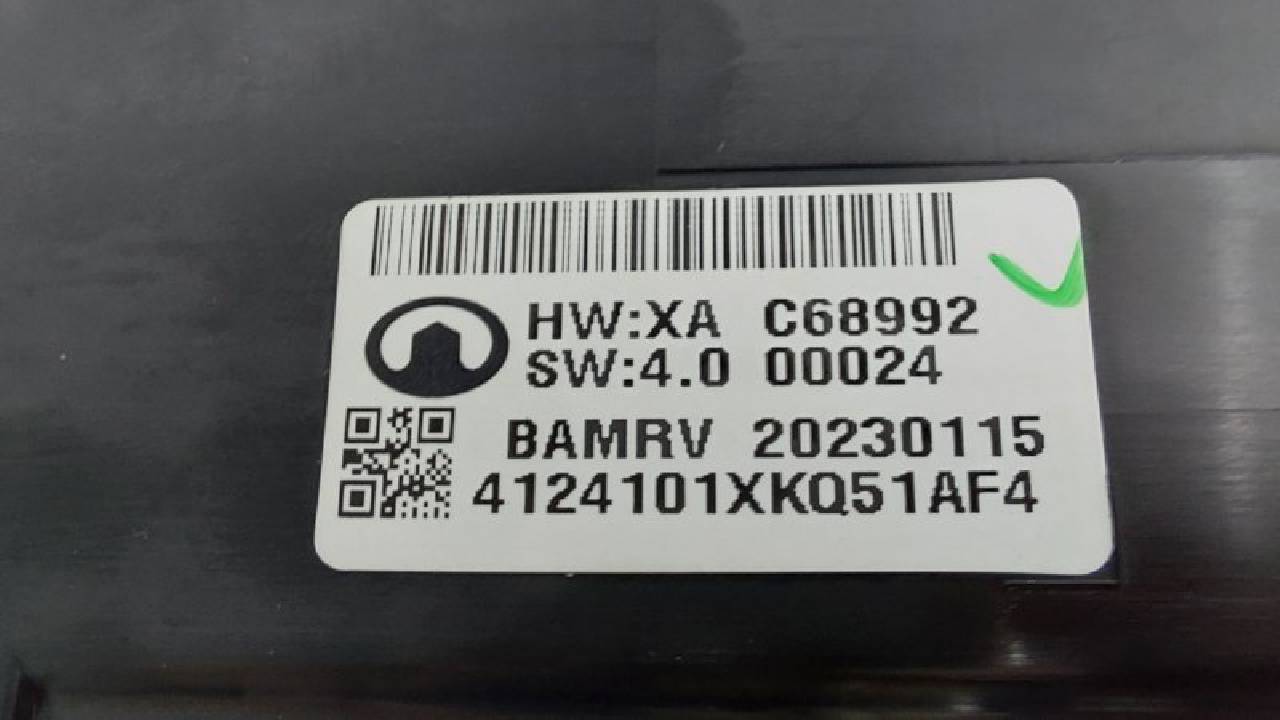 HW:XA C68992
SW:4.0 00024
BAMRV 20230115
4124101XKQ51AF4